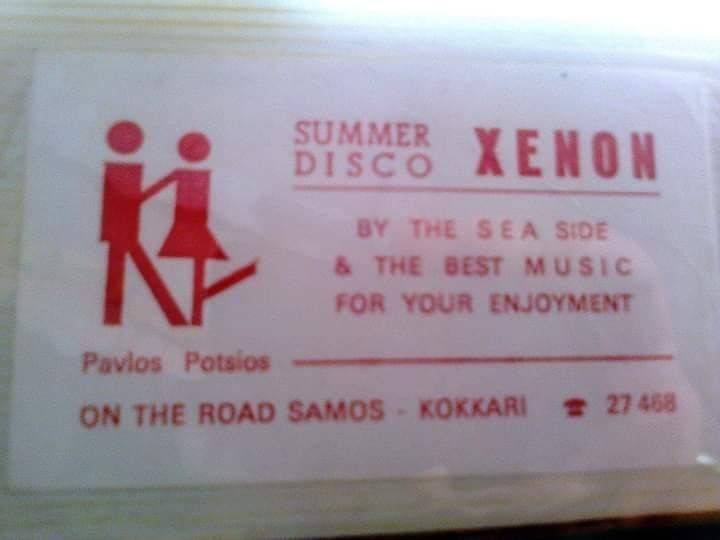 SUMMER DISCO XENON
BY THE SEA SIDE
& THE BEST MUSIC
FOR YOUR ENJOYMENT
Pavlos Potsios
ON THE ROAD SAMOS - KOKKARI ☎ 27 468